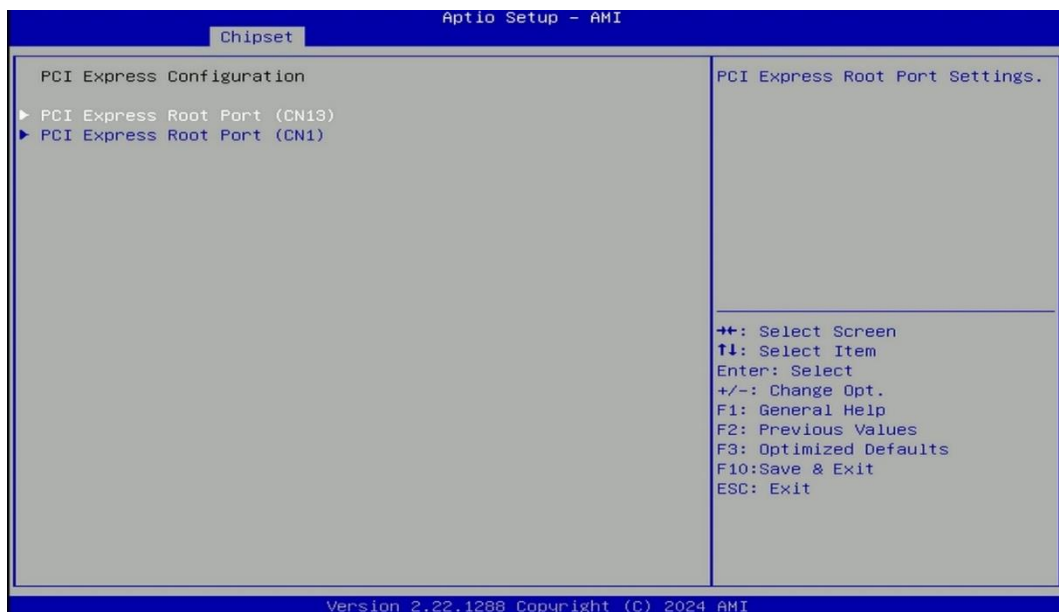 Aptio Setup – AMI
Chipset
PCI Express Configuration
▶ PCI Express Root Port (CN13)
▶ PCI Express Root Port (CN1)
PCI Express Root Port Settings.
→←: Select Screen
↑↓: Select Item
Enter: Select
+/-: Change Opt.
F1: General Help
F2: Previous Values
F3: Optimized Defaults
F10:Save & Exit
ESC: Exit
Version 2.22.1288 Copyright (C) 2024 AMI